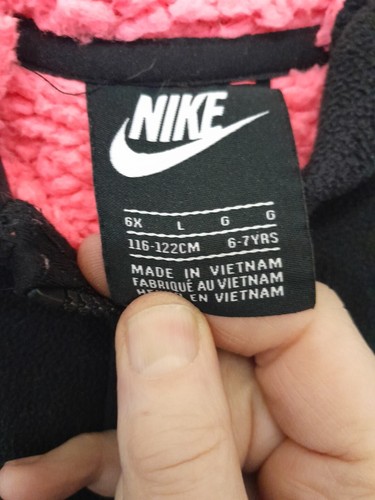 NIKE
6X L G G
116-122CM 6-7YRS
MADE IN VIETNAM
FABRIQUÉ AU VIETNAM
EN VIETNAM